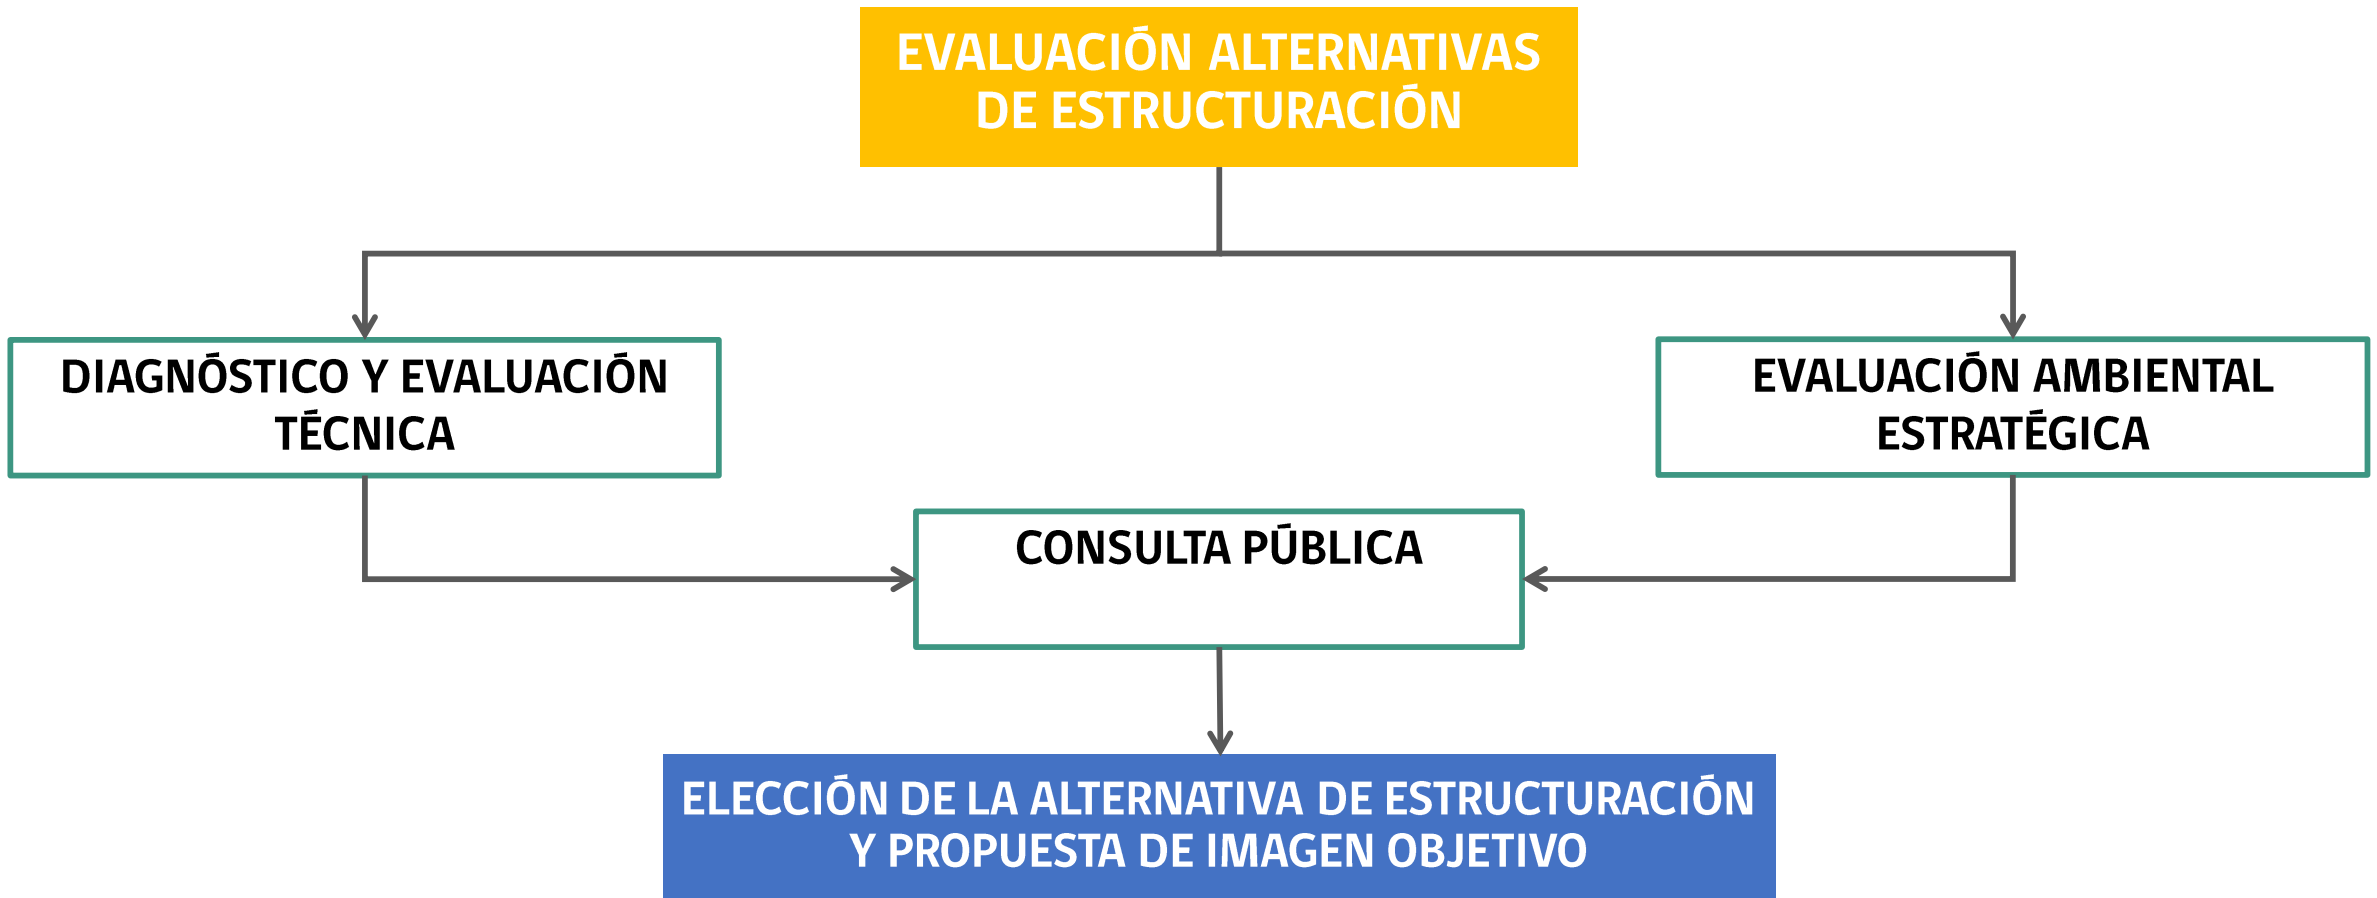 EVALUACIÓN ALTERNATIVAS
DE ESTRUCTURACIÓN
DIAGNÓSTICO Y EVALUACIÓN
TÉCNICA
EVALUACIÓN AMBIENTAL
ESTRATÉGICA
CONSULTA PÚBLICA
ELECCIÓN DE LA ALTERNATIVA DE ESTRUCTURACIÓN
Y PROPUESTA DE IMAGEN OBJETIVO